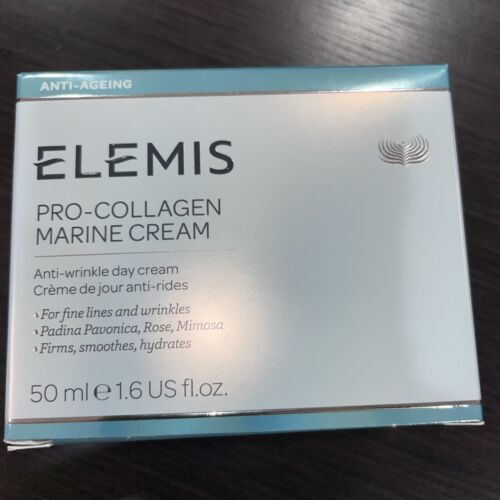 ANTI-AGEING
ELEMIS
PRO-COLLAGEN
MARINE CREAM
Anti-wrinkle day cream
Crème de jour anti-rides
For fine lines and wrinkles
Padina Pavonica, Rose, Mimosa
Firms, smoothes, hydrates
50 ml e 1.6 US fl.oz.